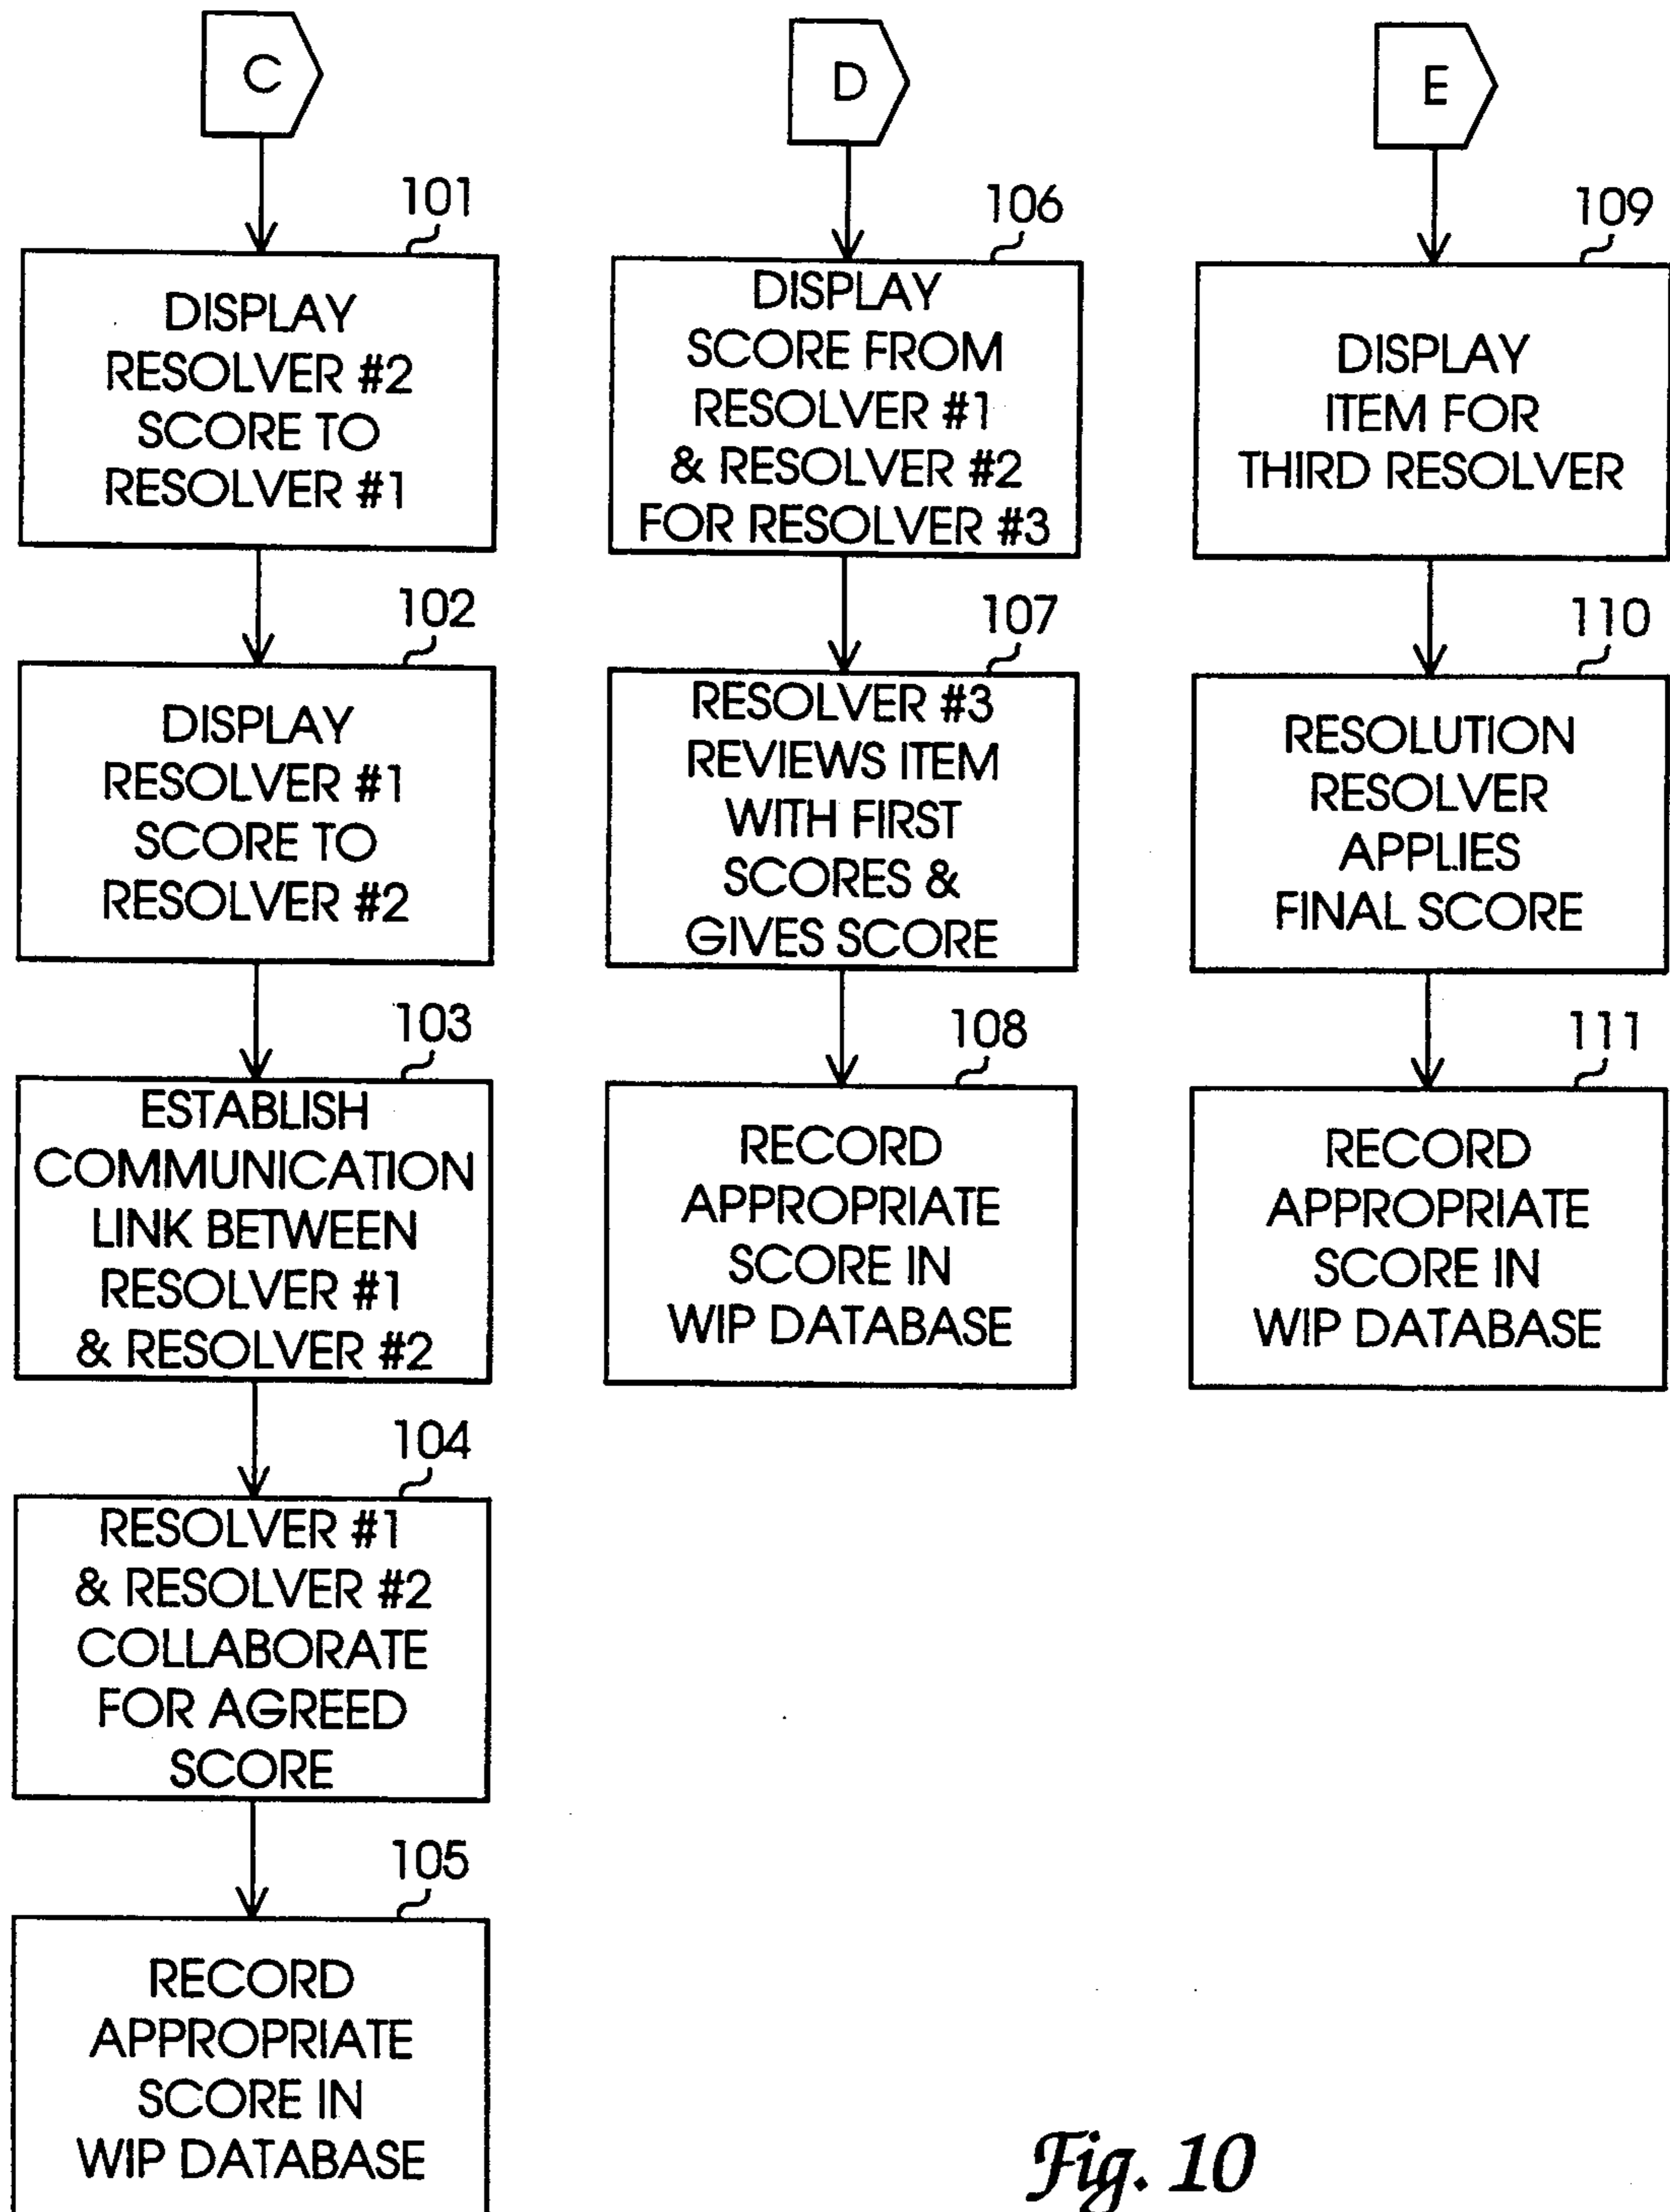 C
101
DISPLAY
RESOLVER #2
SCORE TO
RESOLVER #1
102
DISPLAY
RESOLVER #1
SCORE TO
RESOLVER #2
103
ESTABLISH
COMMUNICATION
LINK BETWEEN
RESOLVER #1
& RESOLVER #2
104
RESOLVER #1
& RESOLVER #2
COLLABORATE
FOR AGREED
SCORE
105
RECORD
APPROPRIATE
SCORE IN
WIP DATABASE
D
106
DISPLAY
SCORE FROM
RESOLVER #1
& RESOLVER #2
FOR RESOLVER #3
107
RESOLVER #3
REVIEWS ITEM
WITH FIRST
SCORES &
GIVES SCORE
108
RECORD
APPROPRIATE
SCORE IN
WIP DATABASE
E
109
DISPLAY
ITEM FOR
THIRD RESOLVER
110
RESOLUTION
RESOLVER
APPLIES
FINAL SCORE
111
RECORD
APPROPRIATE
SCORE IN
WIP DATABASE
Fig. 10